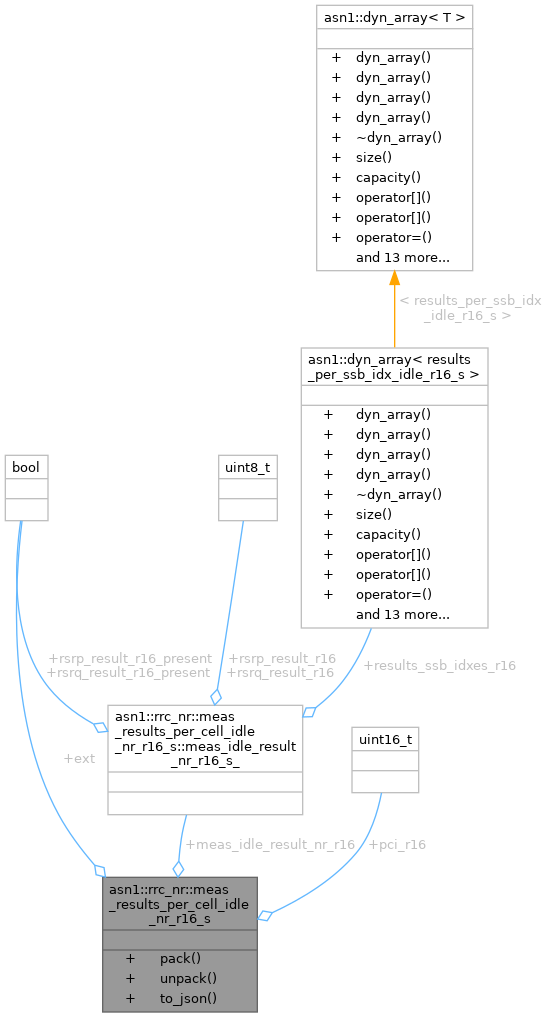 asn1::dyn_array< T >
+ dyn_array()
+ dyn_array()
+ dyn_array()
+ dyn_array()
+ ~dyn_array()
+ size()
+ capacity()
+ operator[]()
+ operator[]()
+ operator=()
and 13 more...
< results_per_ssb_idx
_idle_r16_s >
asn1::dyn_array< results
_per_ssb_idx_idle_r16_s >
+ dyn_array()
+ dyn_array()
+ dyn_array()
+ dyn_array()
+ ~dyn_array()
+ size()
+ capacity()
+ operator[]()
+ operator[]()
+ operator=()
and 13 more...
bool
uint8_t
+rsrp_result_r16_present
+rsrq_result_r16_present
+rsrp_result_r16
+rsrq_result_r16
+results_ssb_idxes_r16
asn1::rrc_nr::meas
_results_per_cell_idle
_nr_r16_s::meas_idle_result
_nr_r16_s_
uint16_t
+ext
+meas_idle_result_nr_r16
+pci_r16
asn1::rrc_nr::meas
_results_per_cell_idle
_nr_r16_s
+ pack()
+ unpack()
+ to_json()